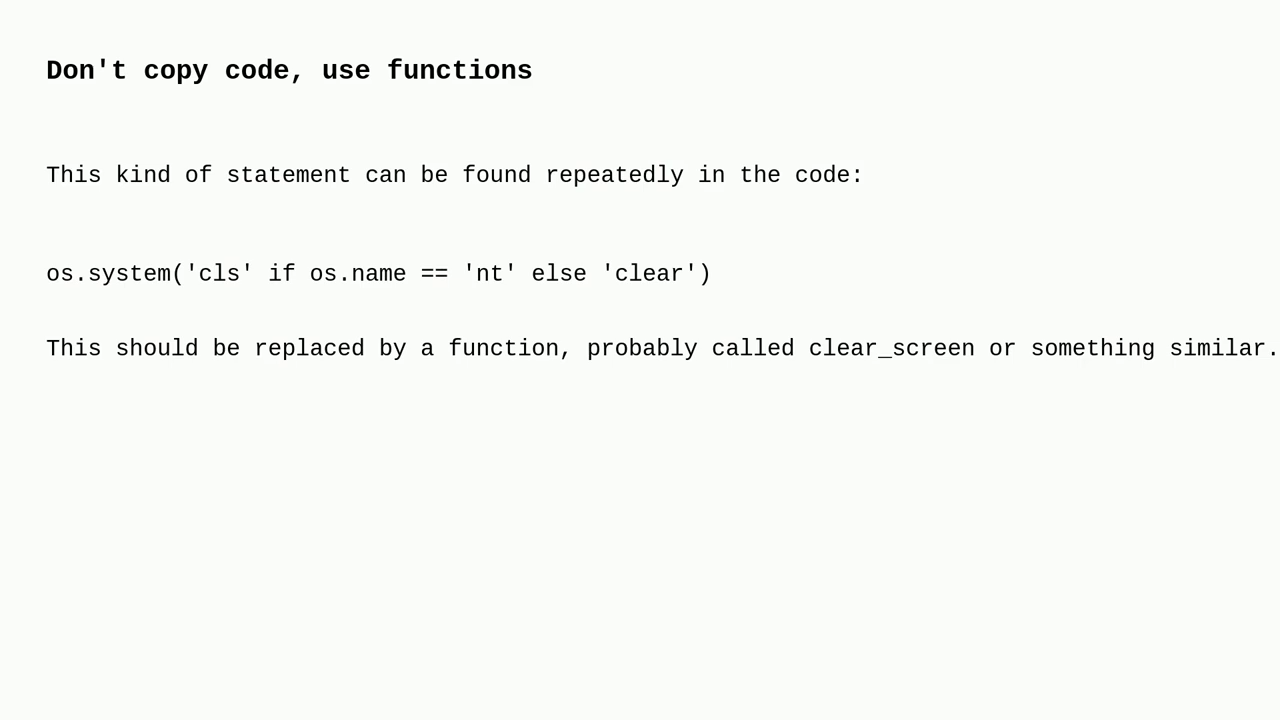 Don't copy code, use functions
This kind of statement can be found repeatedly in the code:
os.system('cls' if os.name == 'nt' else 'clear')
This should be replaced by a function, probably called clear_screen or something similar.